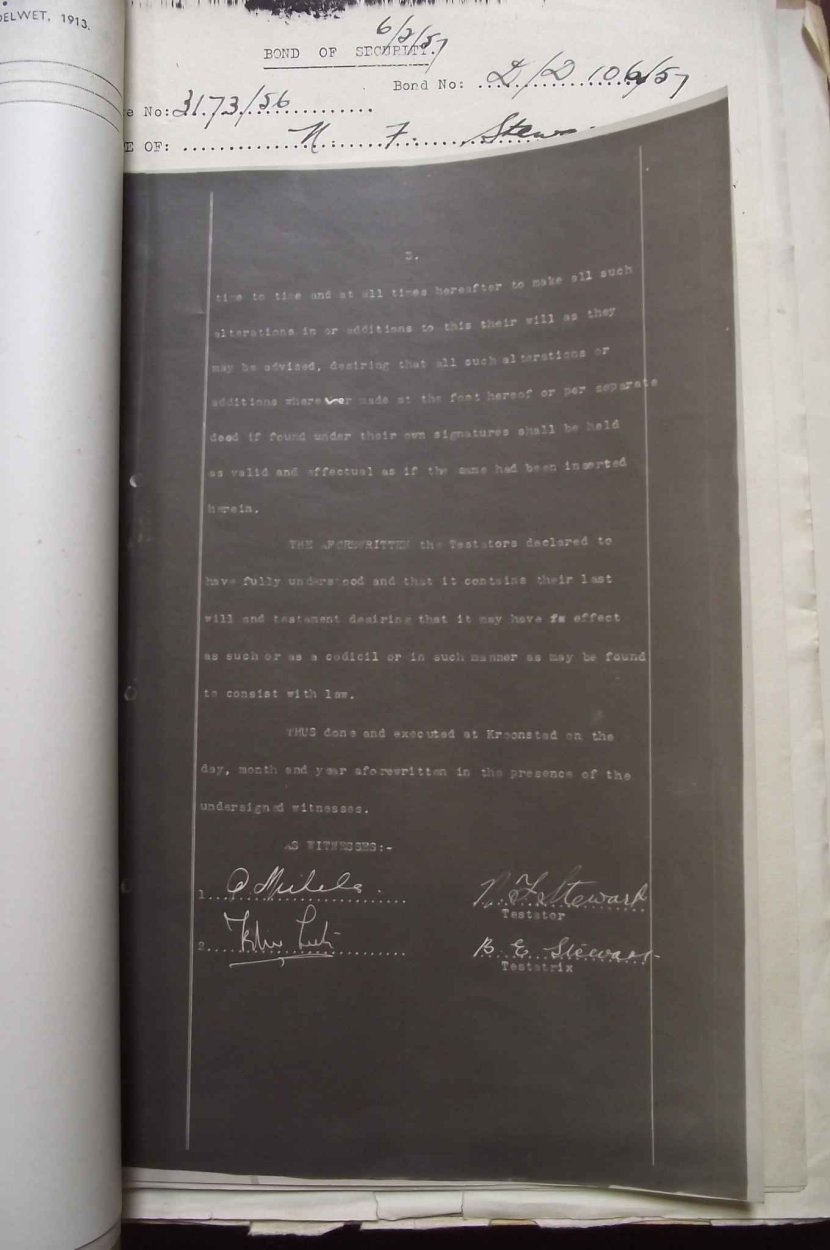 DELWET, 1913.
6/2/57
BOND OF SECURITY.
Bond No: D/D 106/57
e No: 3173/56
E OF: N. F. Stewa
3.
time to time and at all times hereafter to make all such
alterations in or additions to this their will as they
may be advised, desiring that all such alterations or
additions wherever made at the foot hereof or per separate
deed if found under their own signatures shall be held
as valid and effectual as if the same had been inserted
herein.
THE AFOREWRITTEN the Testators declared to
have fully understood and that it contains their last
will and testament desiring that it may have effect
as such or as a codicil or in such manner as may be found
to consist with law.
THUS done and executed at Kroonstad on the
day, month and year aforewritten in the presence of the
undersigned witnesses.
AS WITNESSES:-
1. N. F. Stewart
Testator
2. B. E. Stewart
Testatrix